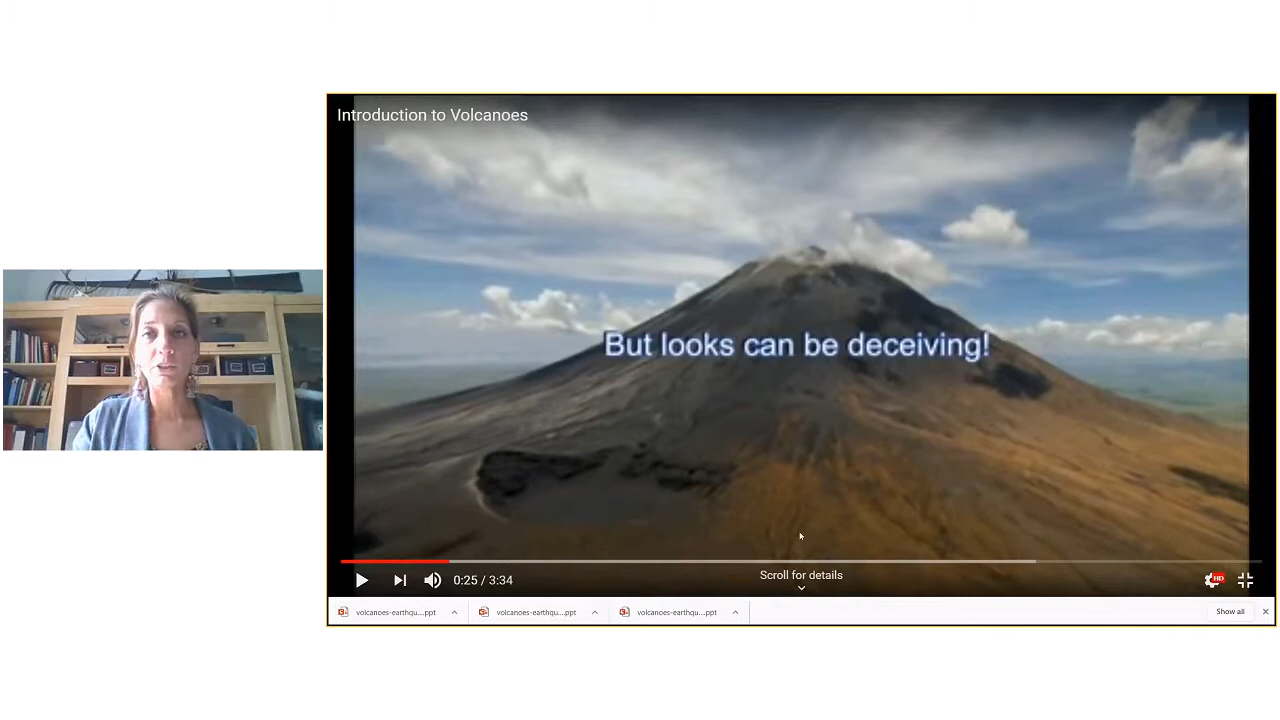 Introduction to Volcanoes
But looks can be deceiving!
0:25 / 3:34
Scroll for details
HD
volcanoes-earthqu....ppt
volcanoes-earthqu....ppt
volcanoes-earthqu....ppt
Show all